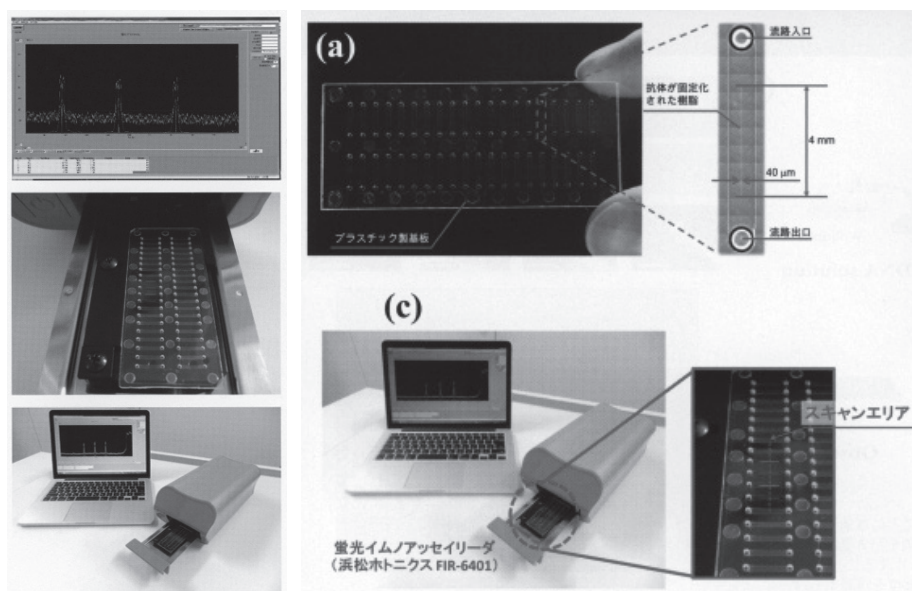 (a)
流路入口
抗体が固定化
された樹脂
4 mm
40 μm
プラスチック製基板
流路出口
DNA
(c)
スキャンエリア
蛍光イムノアッセイリーダ
(浜松ホトニクス FIR-6401)